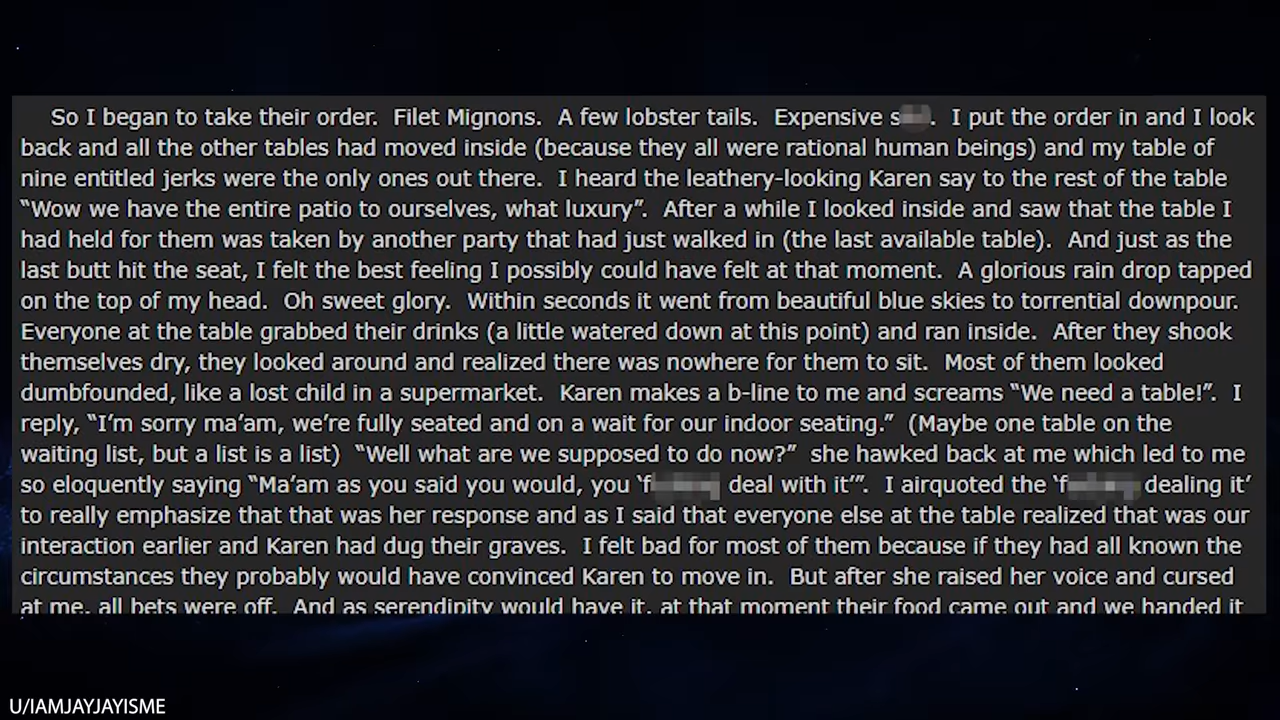 So I began to take their order. Filet Mignons. A few lobster tails. Expensive s . I put the order in and I look
back and all the other tables had moved inside (because they all were rational human beings) and my table of
nine entitled jerks were the only ones out there. I heard the leathery-looking Karen say to the rest of the table
“Wow we have the entire patio to ourselves, what luxury”. After a while I looked inside and saw that the table I
had held for them was taken by another party that had just walked in (the last available table). And just as the
last butt hit the seat, I felt the best feeling I possibly could have felt at that moment. A glorious rain drop tapped
on the top of my head. Oh sweet glory. Within seconds it went from beautiful blue skies to torrential downpour.
Everyone at the table grabbed their drinks (a little watered down at this point) and ran inside. After they shook
themselves dry, they looked around and realized there was nowhere for them to sit. Most of them looked
dumbfounded, like a lost child in a supermarket. Karen makes a b-line to me and screams “We need a table!”. I
reply, “I’m sorry ma’am, we’re fully seated and on a wait for our indoor seating.” (Maybe one table on the
waiting list, but a list is a list) “Well what are we supposed to do now?” she hawked back at me which led to me
so eloquently saying “Ma’am as you said you would, you ‘f deal with it’”. I airquoted the ‘f dealing it’
to really emphasize that that was her response and as I said that everyone else at the table realized that was our
interaction earlier and Karen had dug their graves. I felt bad for most of them because if they had all known the
circumstances they probably would have convinced Karen to move in. But after she raised her voice and cursed
at me, all bets were off. And as serendipity would have it, at that moment their food came out and we handed it
U/IAMJAYJAYISME